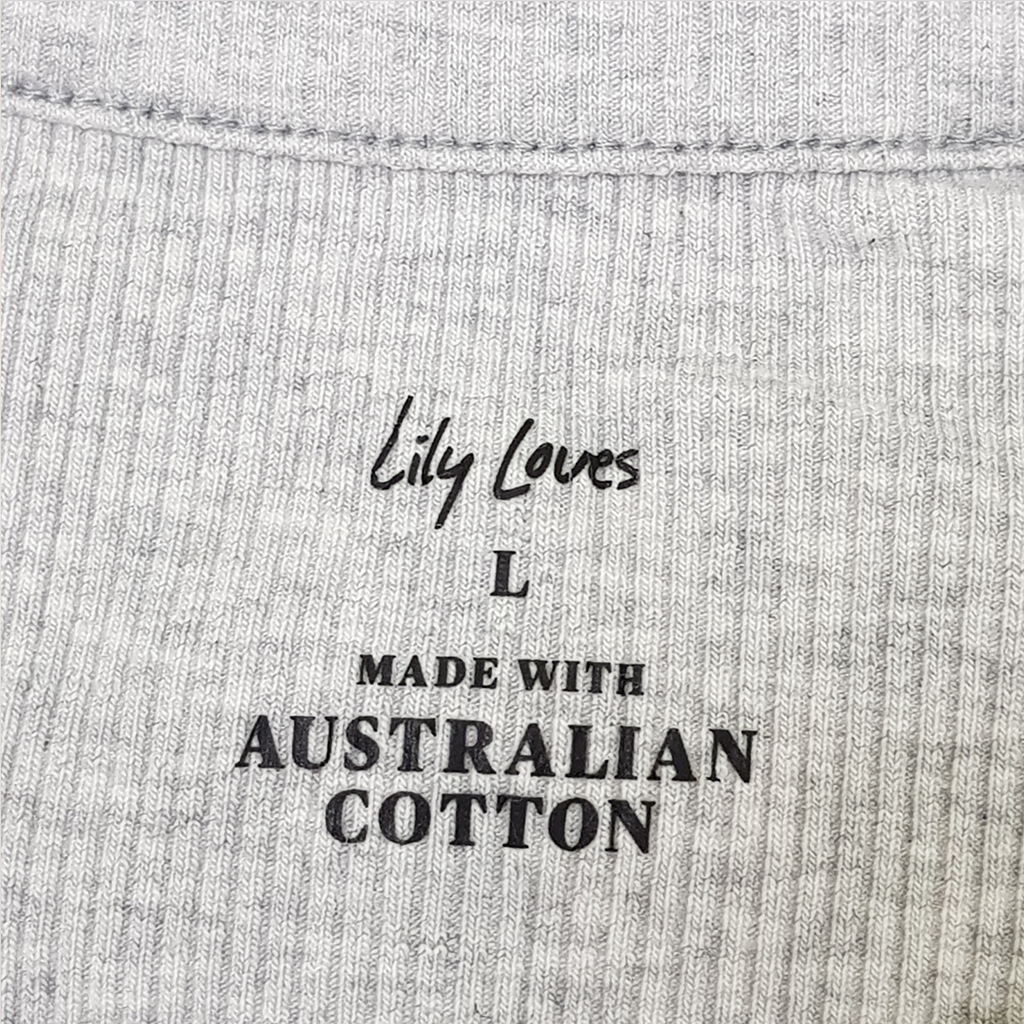 Lily Loves
L
MADE WITH
AUSTRALIAN
COTTON